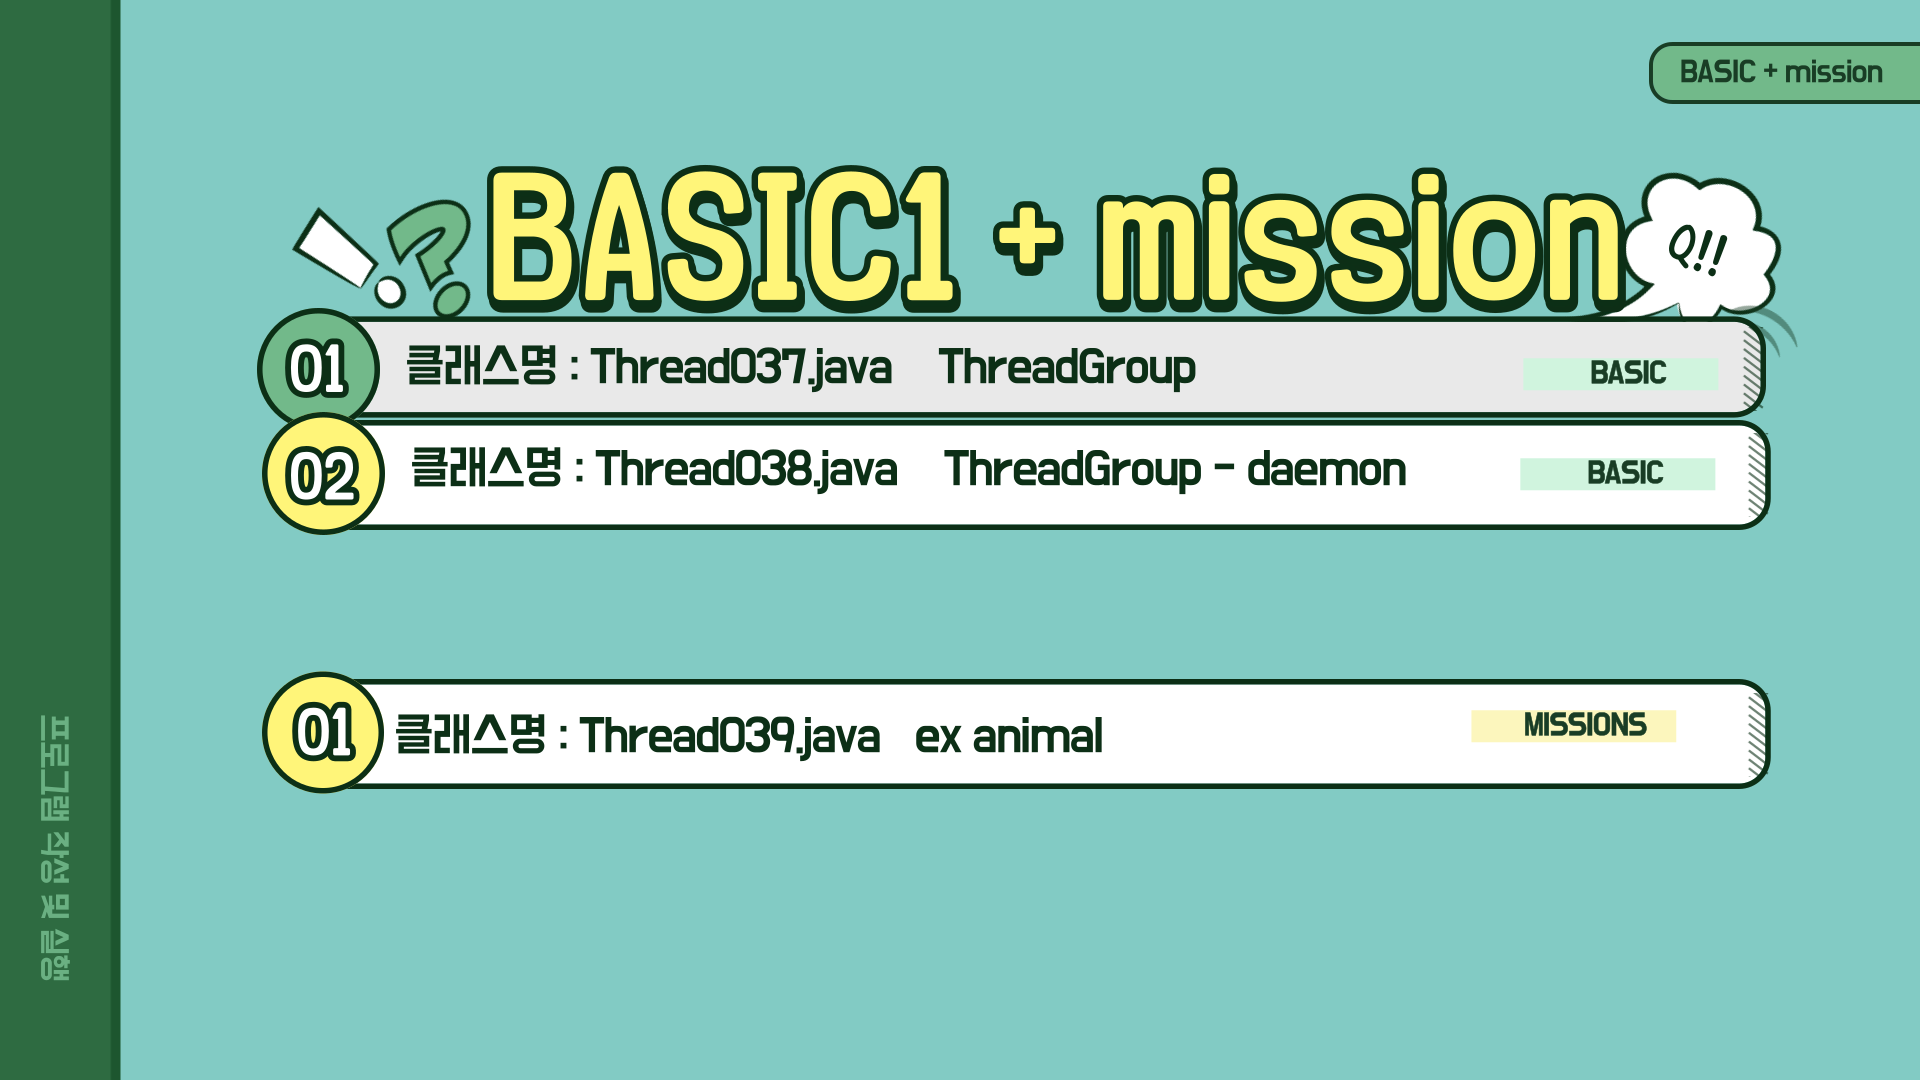 BASIC + mission
BASIC1 + mission
Q!!
01 클래스명 : Thread037.java ThreadGroup BASIC
02 클래스명 : Thread038.java ThreadGroup - daemon BASIC
01 클래스명 : Thread039.java ex animal MISSIONS
프로그램 작성 및 실행